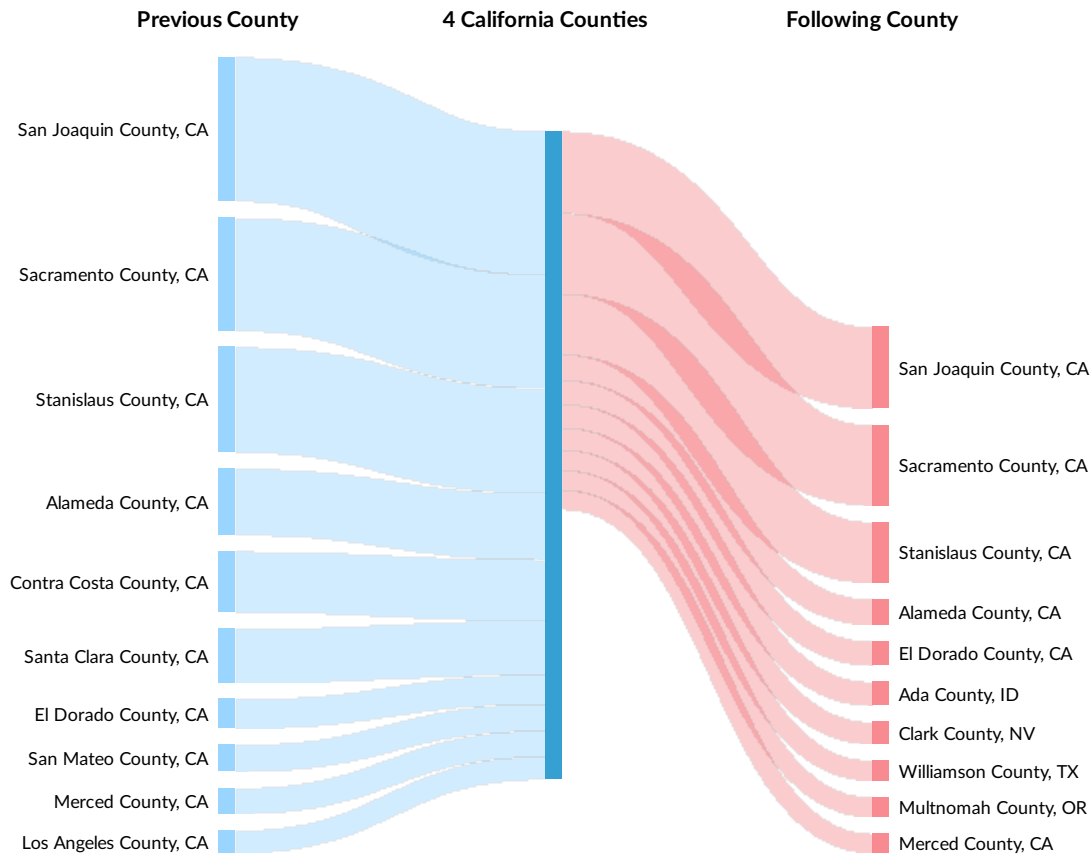 Previous County
4 California Counties
Following County
San Joaquin County, CA
Sacramento County, CA
Stanislaus County, CA
Alameda County, CA
Contra Costa County, CA
Santa Clara County, CA
El Dorado County, CA
San Mateo County, CA
Merced County, CA
Los Angeles County, CA
San Joaquin County, CA
Sacramento County, CA
Stanislaus County, CA
Alameda County, CA
El Dorado County, CA
Ada County, ID
Clark County, NV
Williamson County, TX
Multnomah County, OR
Merced County, CA